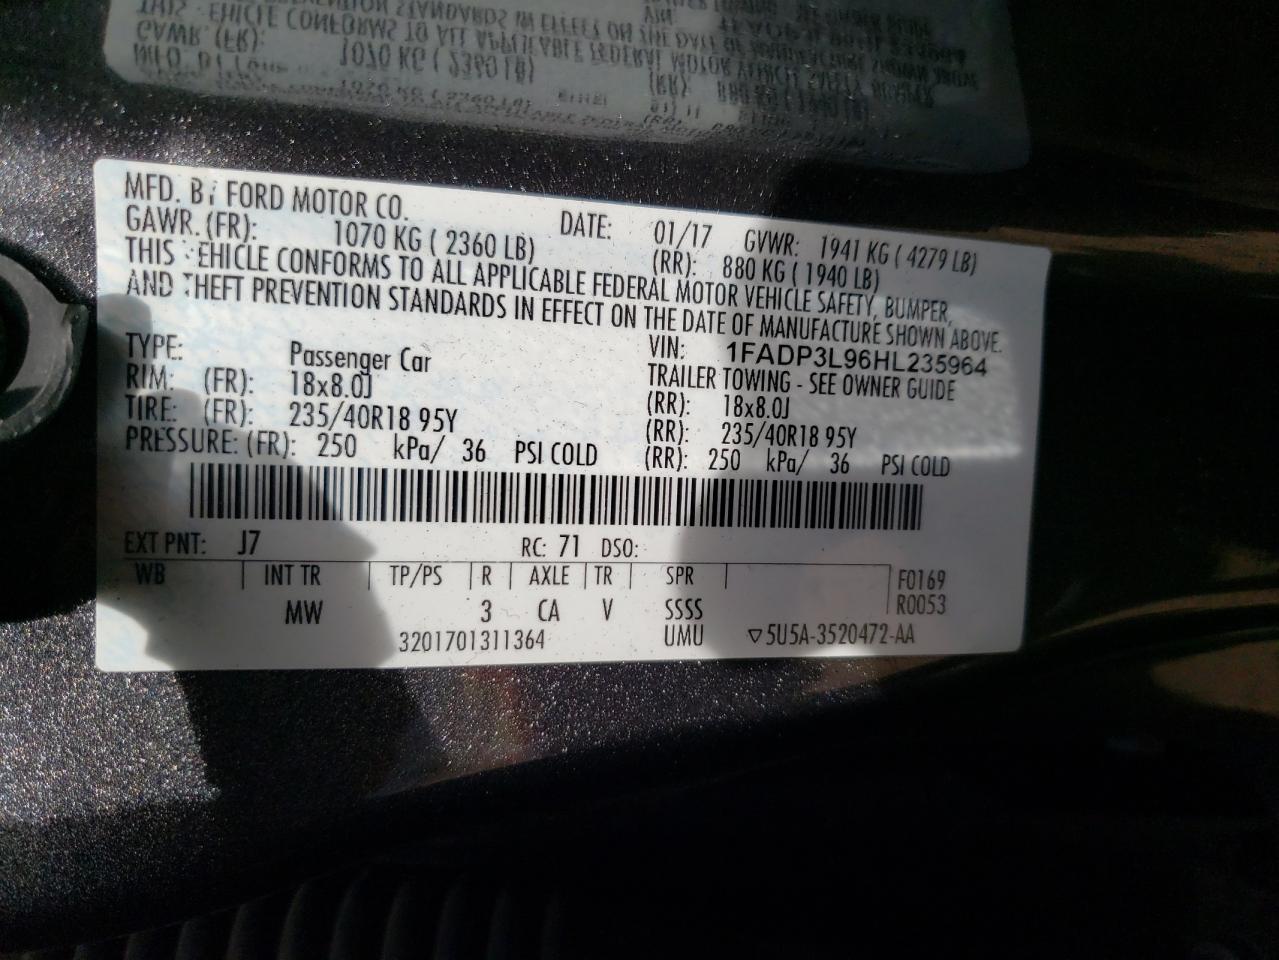 MFD. BY FORD MOTOR CO. DATE: 01/17 GVWR: 1941 KG ( 4279 LB)
GAWR. (FR): 1070 KG ( 2360 LB) (RR): 880 KG ( 1940 LB)
THIS VEHICLE CONFORMS TO ALL APPLICABLE FEDERAL MOTOR VEHICLE SAFETY, BUMPER,
AND THEFT PREVENTION STANDARDS IN EFFECT ON THE DATE OF MANUFACTURE SHOWN ABOVE.
VIN: 1FADP3L96HL235964
TYPE: Passenger Car TRAILER TOWING - SEE OWNER GUIDE
RIM: (FR): 18x8.0J (RR): 18x8.0J
TIRE: (FR): 235/40R18 95Y (RR): 235/40R18 95Y
PRESSURE: (FR): 250 kPa/ 36 PSI COLD (RR): 250 kPa/ 36 PSI COLD
EXT PNT: J7 RC: 71 DSO:
WB INT TR TP/PS R AXLE TR SPR F0169
MW 3 CA V SSSS R0053
3201701311364 UMU ▽5U5A-3520472-AA